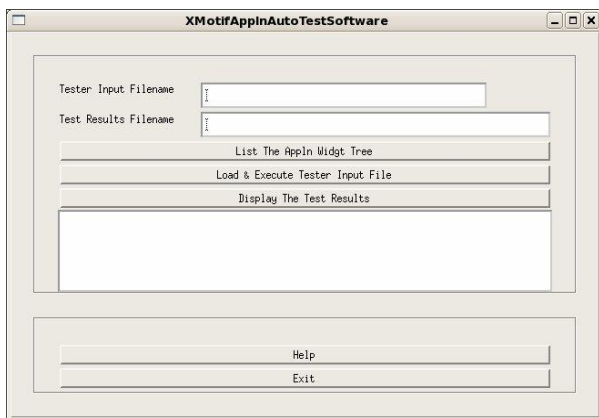 XMotifApplnAutoTestSoftware
Tester Input Filename
Test Results Filename
List The Appln Widgt Tree
Load & Execute Tester Input File
Display The Test Results
Help
Exit